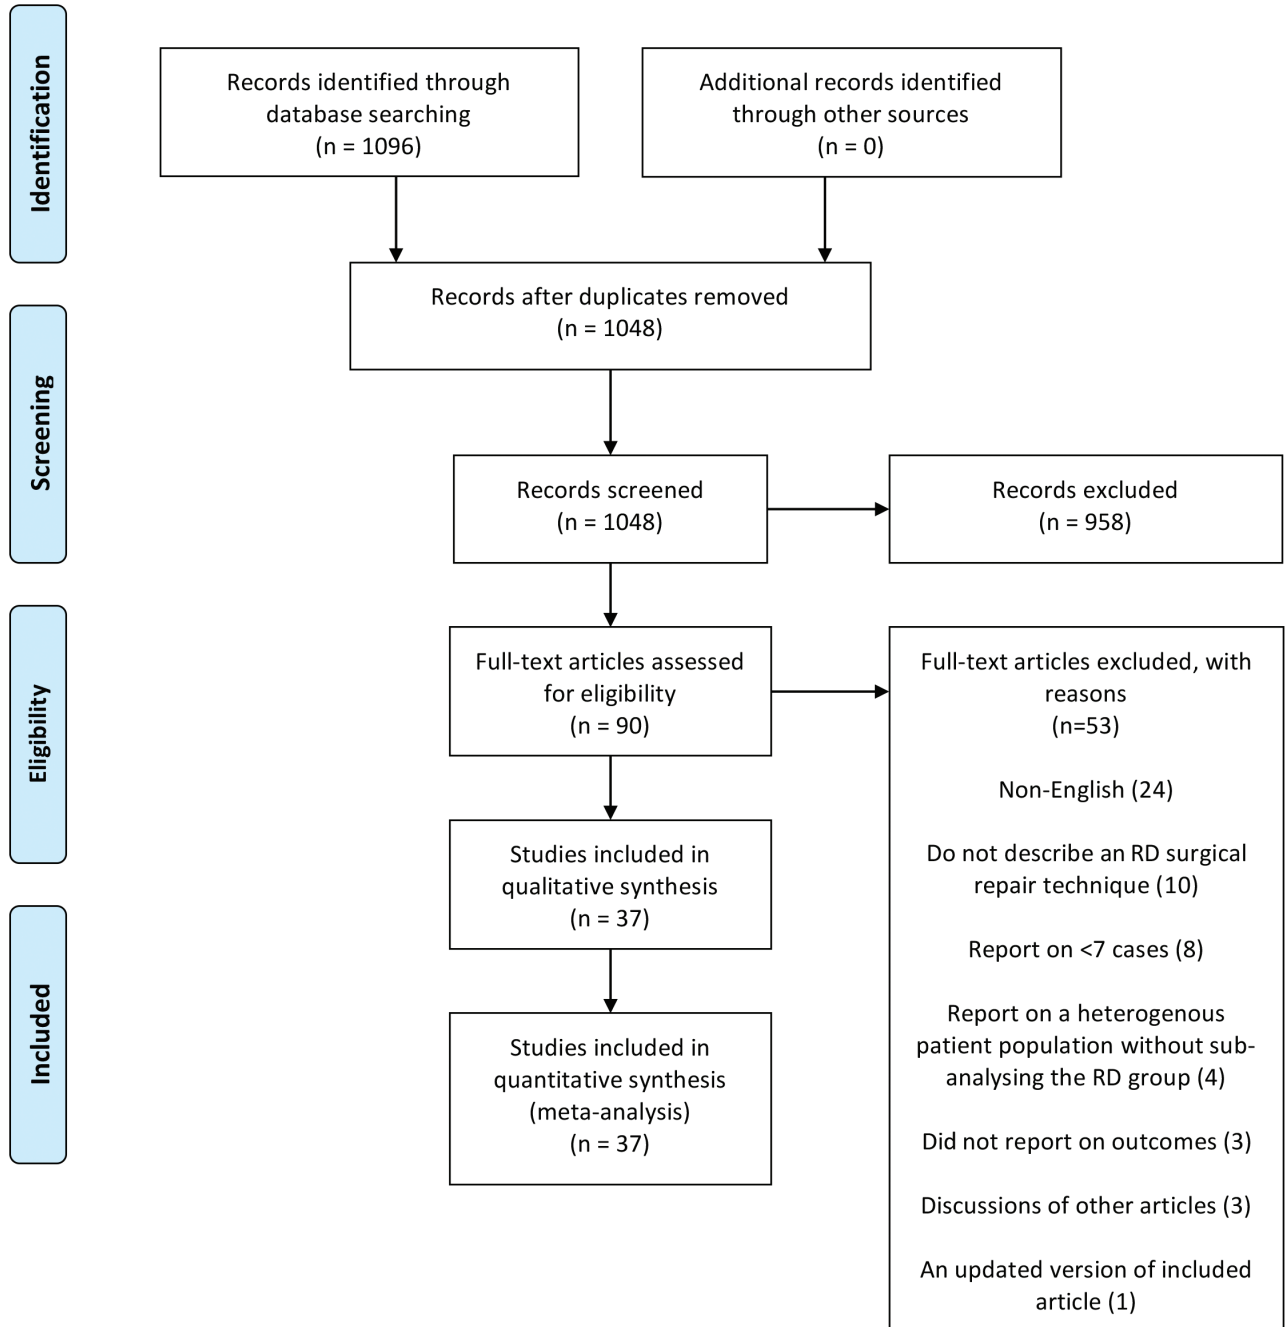 Identification
Records identified through
database searching
(n = 1096)
Additional records identified
through other sources
(n = 0)
Records after duplicates removed
(n = 1048)
Screening
Records screened
(n = 1048)
Records excluded
(n = 958)
Eligibility
Full-text articles assessed
for eligibility
(n = 90)
Full-text articles excluded, with
reasons
(n=53)
Non-English (24)
Do not describe an RD surgical
repair technique (10)
Report on <7 cases (8)
Report on a heterogenous
patient population without sub-
analysing the RD group (4)
Did not report on outcomes (3)
Discussions of other articles (3)
An updated version of included
article (1)
Studies included in
qualitative synthesis
(n = 37)
Included
Studies included in
quantitative synthesis
(meta-analysis)
(n = 37)